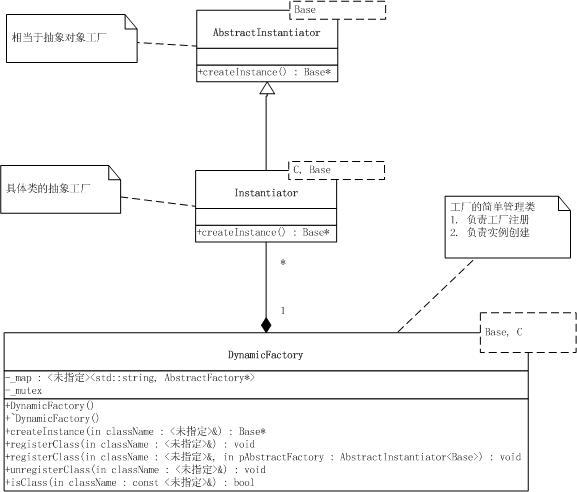 Base
AbstractInstantiator
+createInstance() : Base*
相当于抽象对象工厂
C, Base
Instantiator
+createInstance() : Base*
具体类的抽象工厂
工厂的简单管理类
1. 负责工厂注册
2. 负责实例创建
*
1
Base, C
DynamicFactory
-_map : <未指定><std::string, AbstractFactory*>
-_mutex
+DynamicFactory()
+~DynamicFactory()
+createInstance(in className : <未指定>&) : Base*
+registerClass(in className : <未指定>&) : void
+registerClass(in className : <未指定>&, in pAbstractFactory : AbstractInstantiator<Base>) : void
+unregisterClass(in className : <未指定>&) : void
+isClass(in className : const <未指定>&) : bool